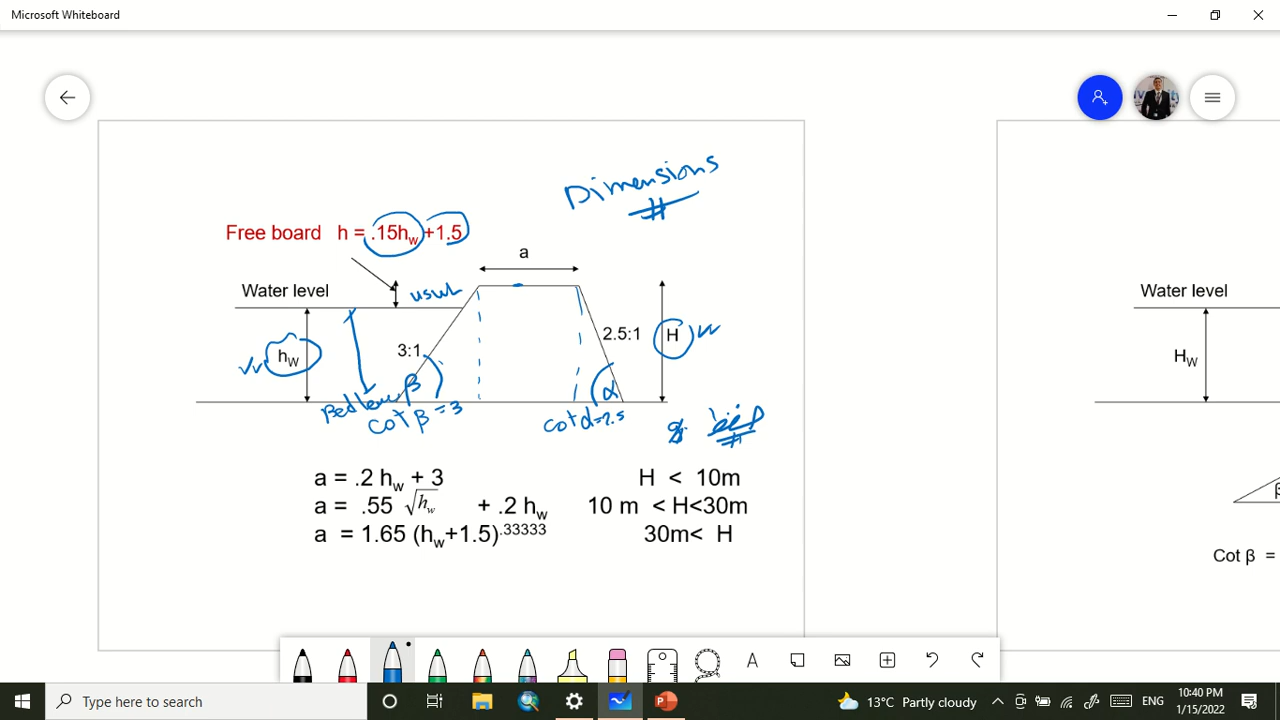 Microsoft Whiteboard
Dimensions
Free board h = .15hw +1.5
a
Water level
Water level
3:1
2.5:1
H
hw
HW
β
α
Bed level
cot β = 3
cot α = 2.5
a = .2 hw + 3 H < 10m
a = .55 √hw + .2 hw 10 m < H<30m
a = 1.65 (hw+1.5).33333 30m< H
β
Cot β =
A
Type here to search
13°C Partly cloudy
ENG
10:40 PM
1/15/2022